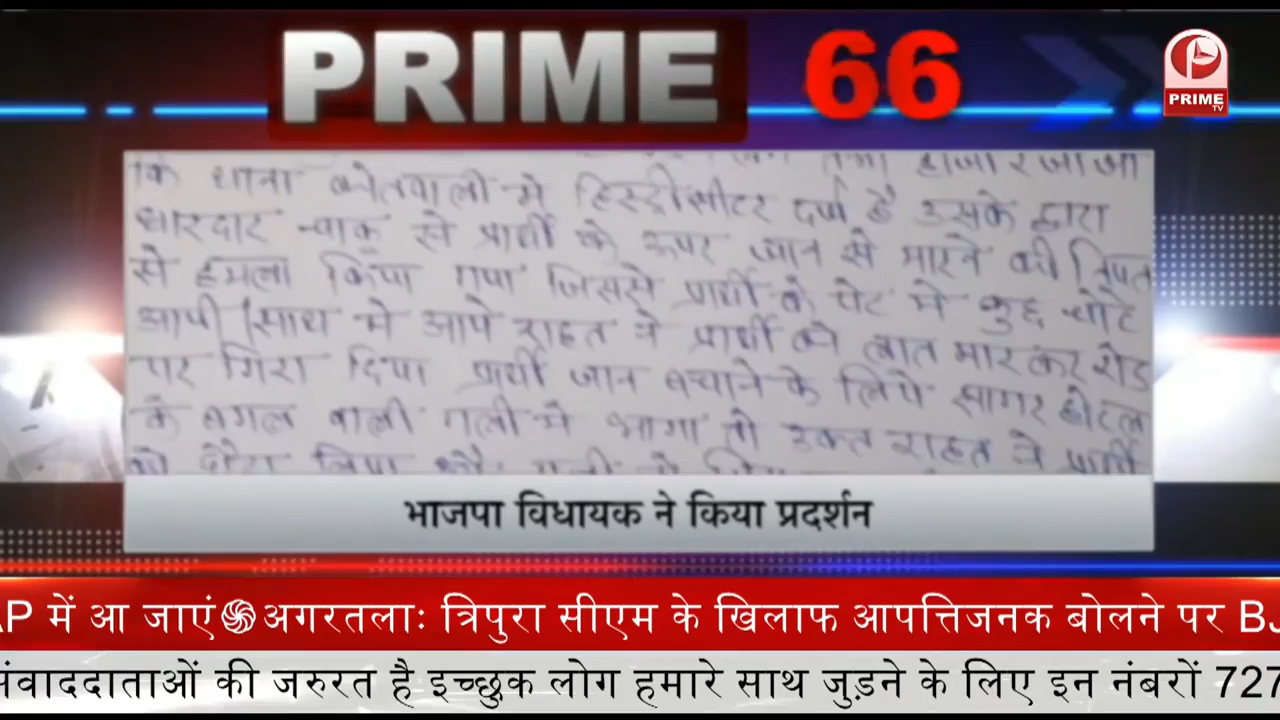 PRIME 66
PRIME
TV
कि थाना कोतवाली मे हिस्ट्रीसीटर दर्ज है उसके द्वारा
धारदार चाकू से प्रार्थी के ऊपर जान से मारने की नियत
से हमला किया गया जिससे प्रार्थी के पेट मे कुछ चोटे
आयी साथ मे आये राहत ने प्रार्थी को लात मारकर रोड
पर गिरा दिया प्रार्थी जान बचाने के लिये सागर होटल
के बगल वाली गली मे भागा तो उक्त राहत ने प्रार्थी
भाजपा विधायक ने किया प्रदर्शन
AP में आ जाएं अगरतलाः त्रिपुरा सीएम के खिलाफ आपत्तिजनक बोलने पर BJ
संवाददाताओं की जरुरत है इच्छुक लोग हमारे साथ जुड़ने के लिए इन नंबरों 727